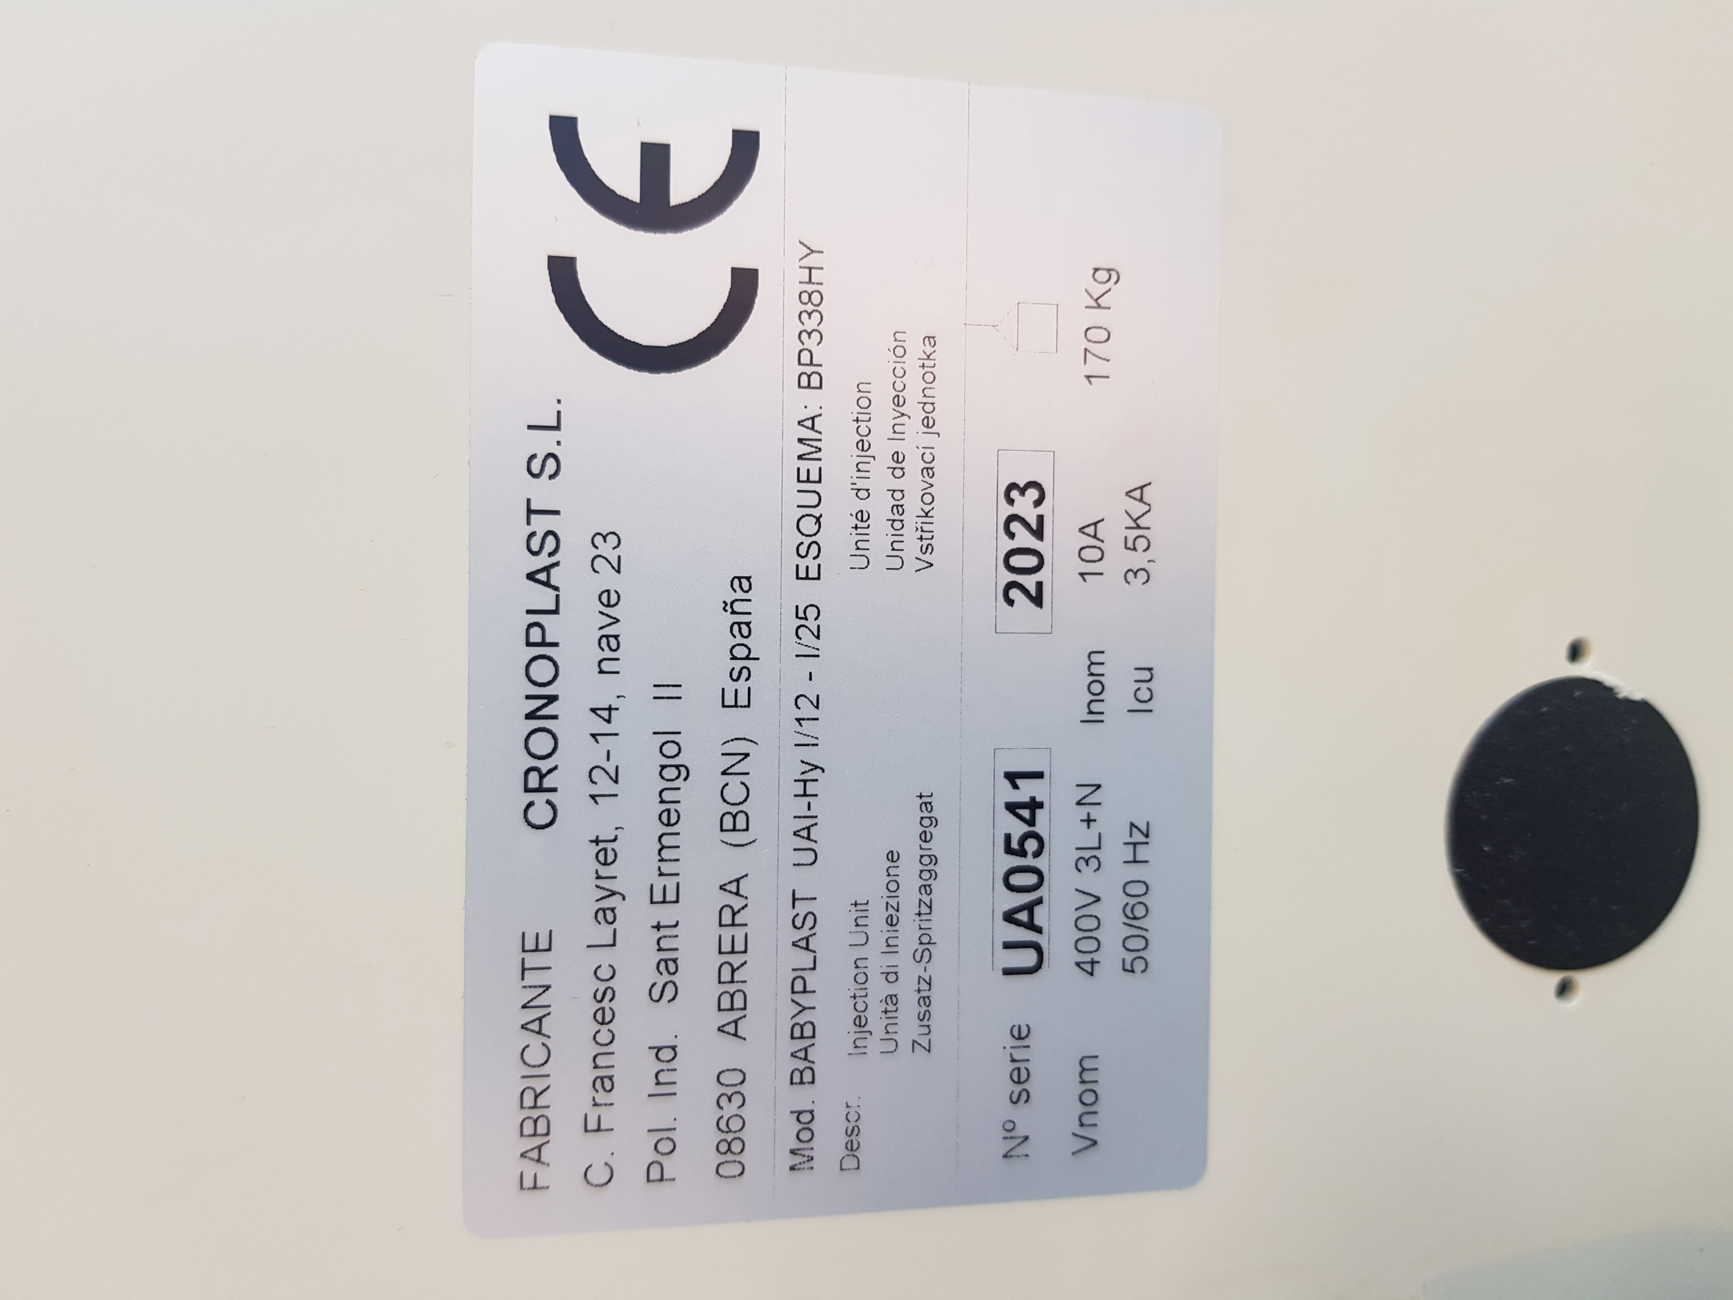 FABRICANTE CRONOPLAST S.L.
C. Francesc Layret, 12-14, nave 23
Pol. Ind. Sant Ermengol II
08630 ABRERA (BCN) España
CE
Mod. BABYPLAST UAI-Hy I/12 - I/25 ESQUEMA: BP338HY
Descr. Injection Unit Unité d'injection
Unità di Iniezione Unidad de Inyección
Zusatz-Spritzaggregat Vstřikovací jednotka
Nº serie UA0541 2023
Vnom 400V 3L+N Inom 10A 170 Kg
50/60 Hz Icu 3,5KA